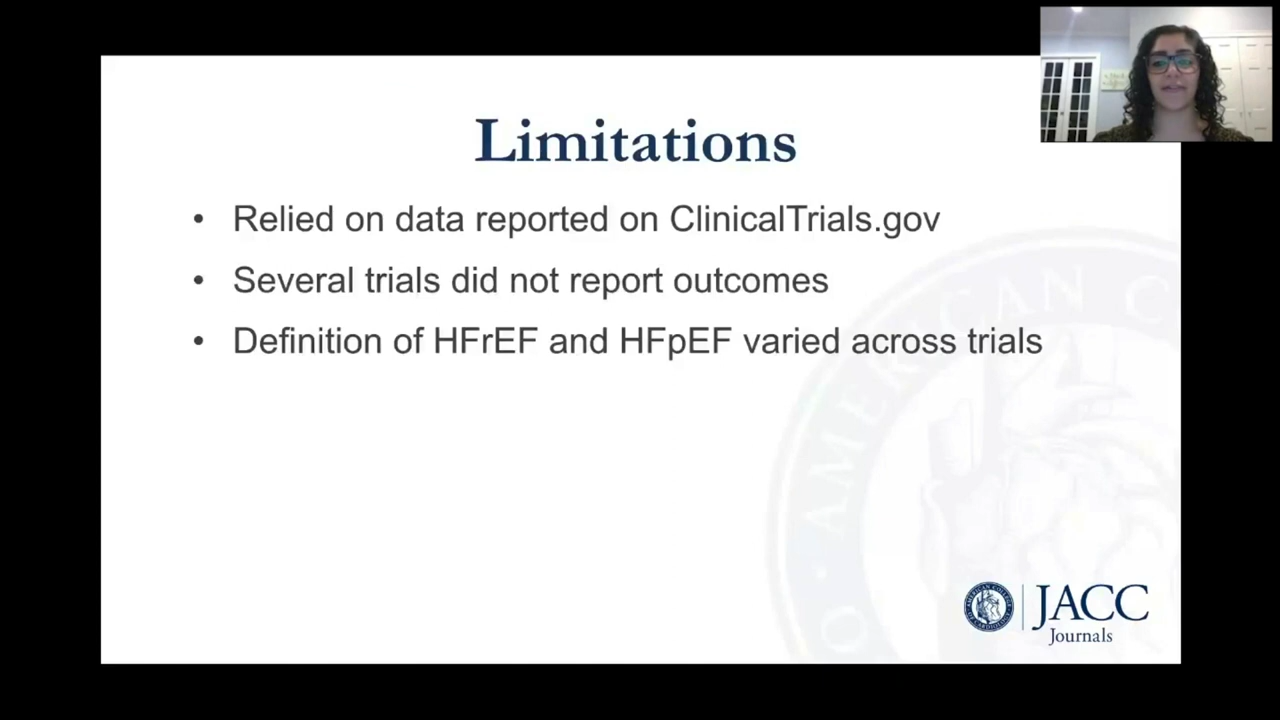 Limitations
• Relied on data reported on ClinicalTrials.gov
• Several trials did not report outcomes
• Definition of HFrEF and HFpEF varied across trials
AMERICAN C
JACC
Journals